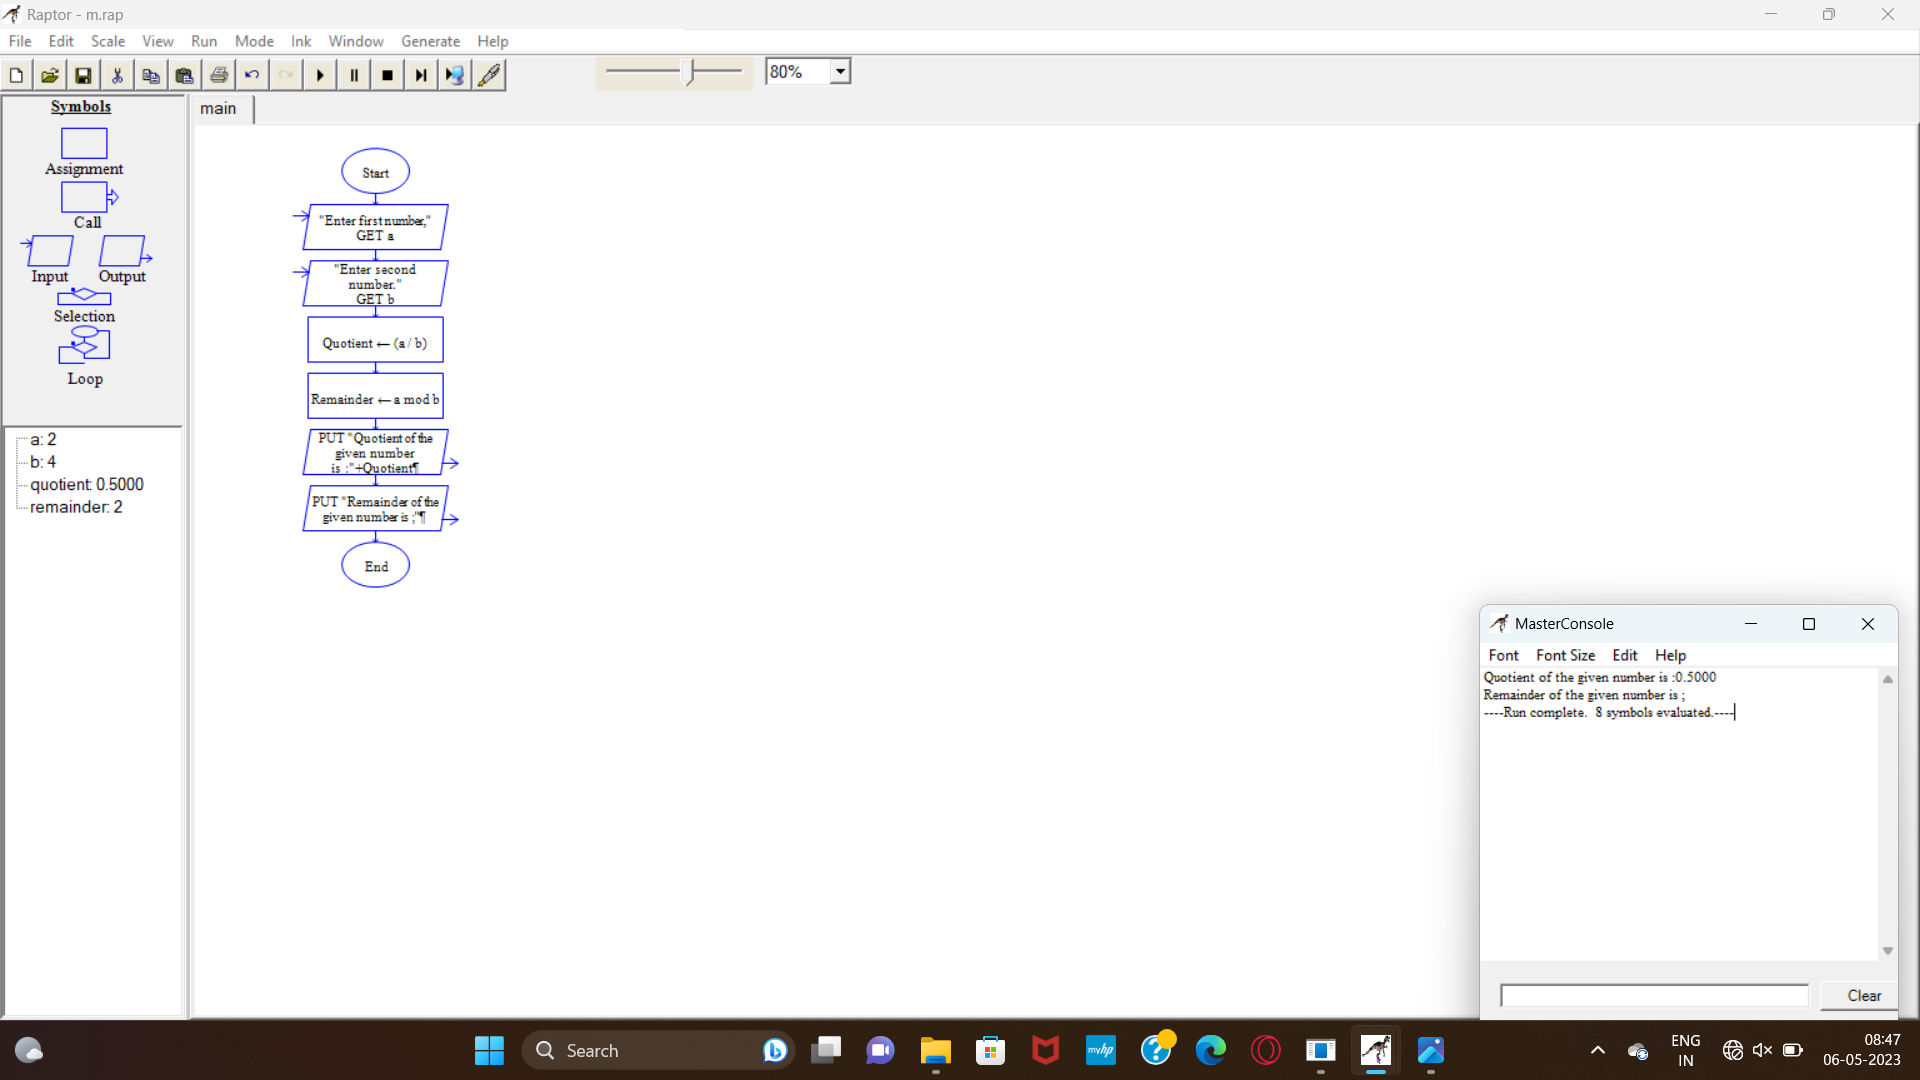 Raptor - m.rap
File Edit Scale View Run Mode Ink Window Generate Help
80%
Symbols
Assignment
Call
Input Output
Selection
Loop
a: 2
b: 4
quotient: 0.5000
remainder: 2
main
Start
"Enter first number,"
GET a
"Enter second
number."
GET b
Quotient ← (a / b)
Remainder ← a mod b
PUT "Quotient of the
given number
is :"+Quotient¶
PUT "Remainder of the
given number is ;"¶
End
MasterConsole
Font Font Size Edit Help
Quotient of the given number is :0.5000
Remainder of the given number is ;
----Run complete.  8 symbols evaluated.----
Clear
Search
myhp
ENG
IN
08:47
06-05-2023